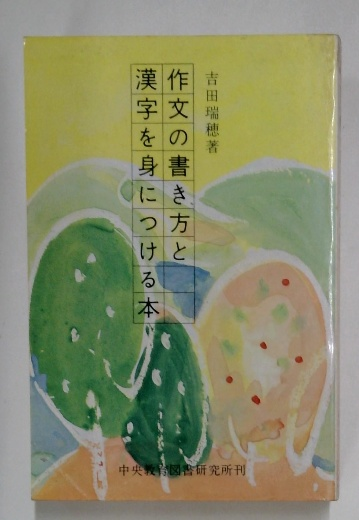 吉田瑞穂著
作文の書き方と
漢字を身につける本
中央教育図書研究所刊